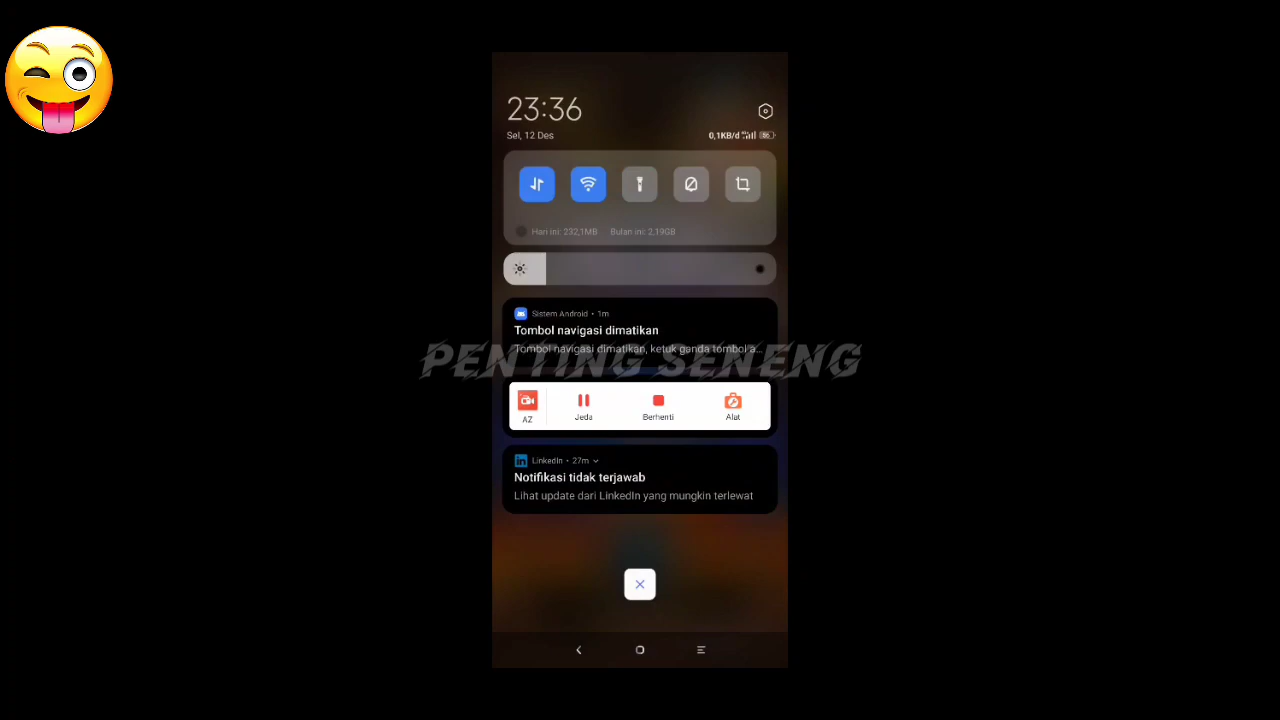 23:36
Sel, 12 Des
0,1KB/d
56
Hari ini: 232,1MB
Bulan ini: 2,19GB
Sistem Android • 1m
Tombol navigasi dimatikan
Tombol navigasi dimatikan, ketuk ganda tombol a...
PENTING SENENG
AZ
Jeda
Berhenti
Alat
LinkedIn • 27m
Notifikasi tidak terjawab
Lihat update dari LinkedIn yang mungkin terlewat